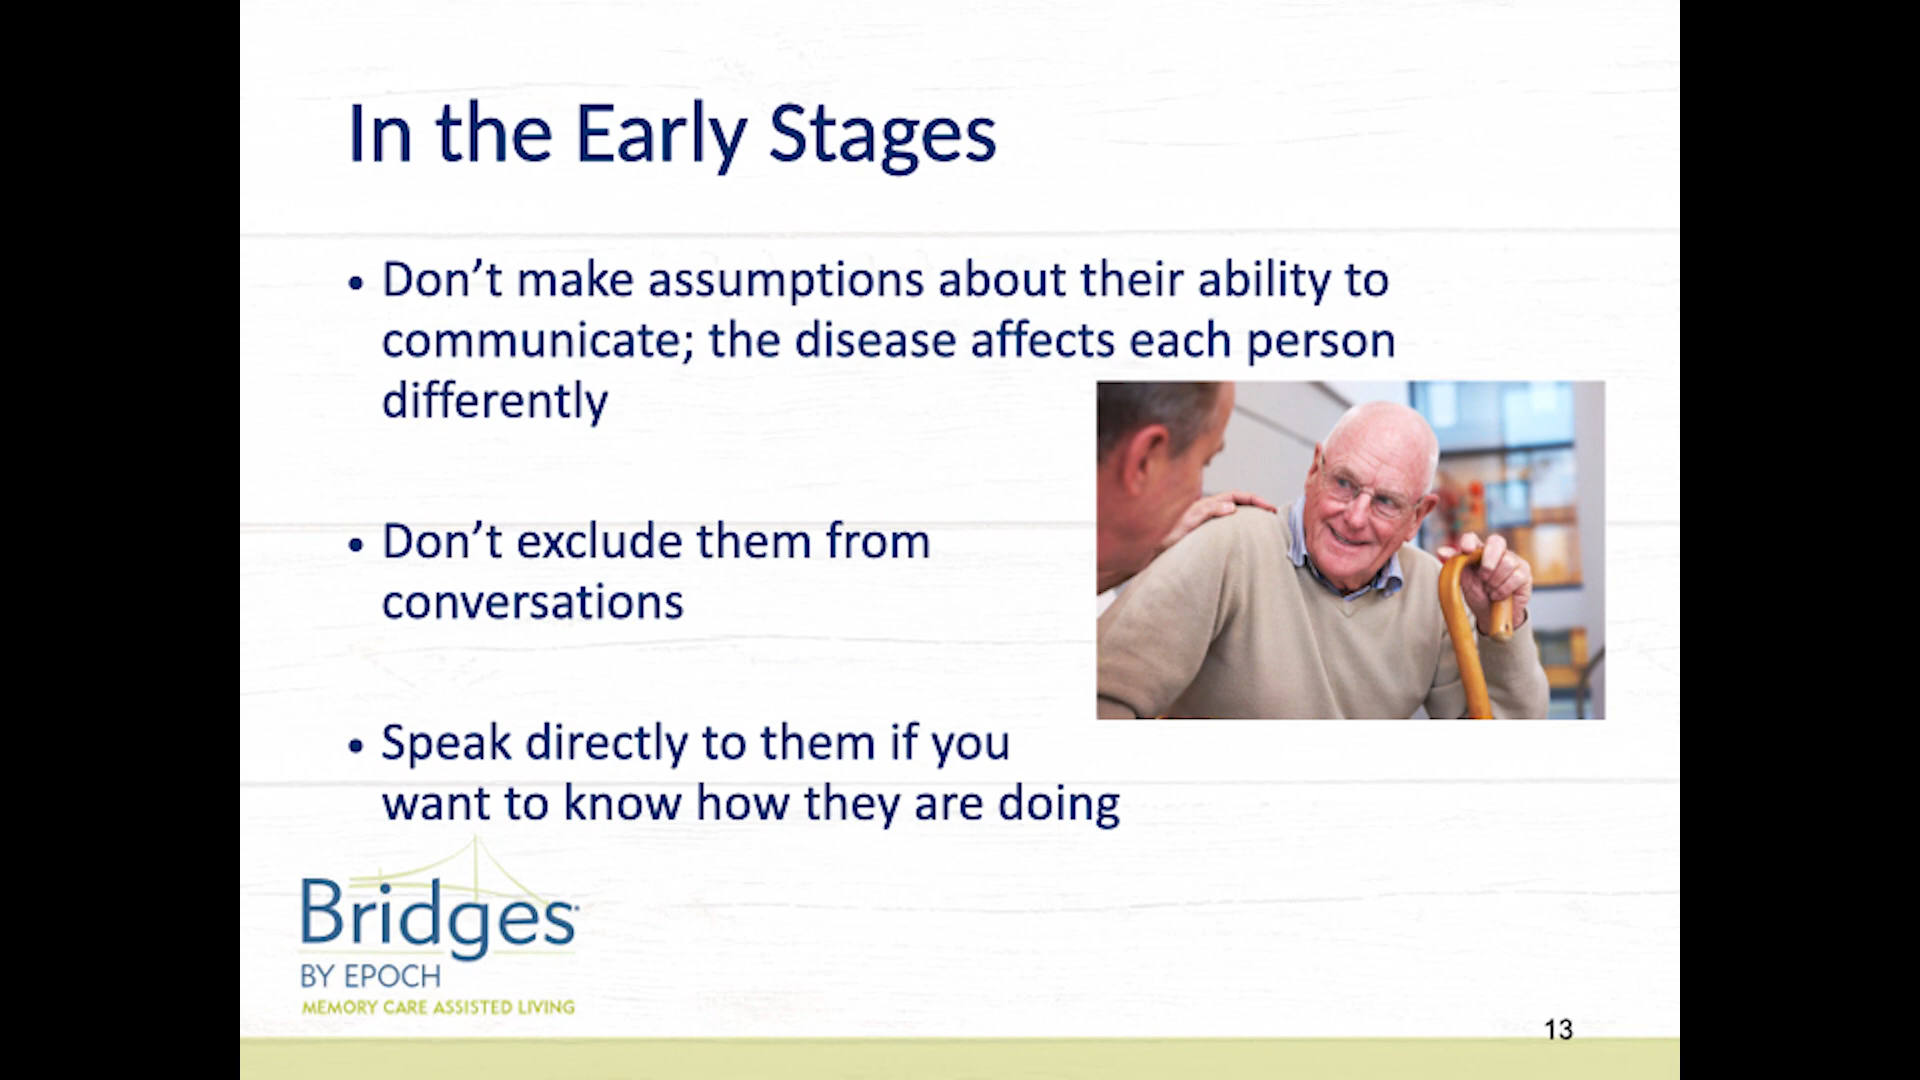 In the Early Stages
• Don’t make assumptions about their ability to
communicate; the disease affects each person
differently
• Don’t exclude them from
conversations
• Speak directly to them if you
want to know how they are doing
Bridges
BY EPOCH
MEMORY CARE ASSISTED LIVING
13